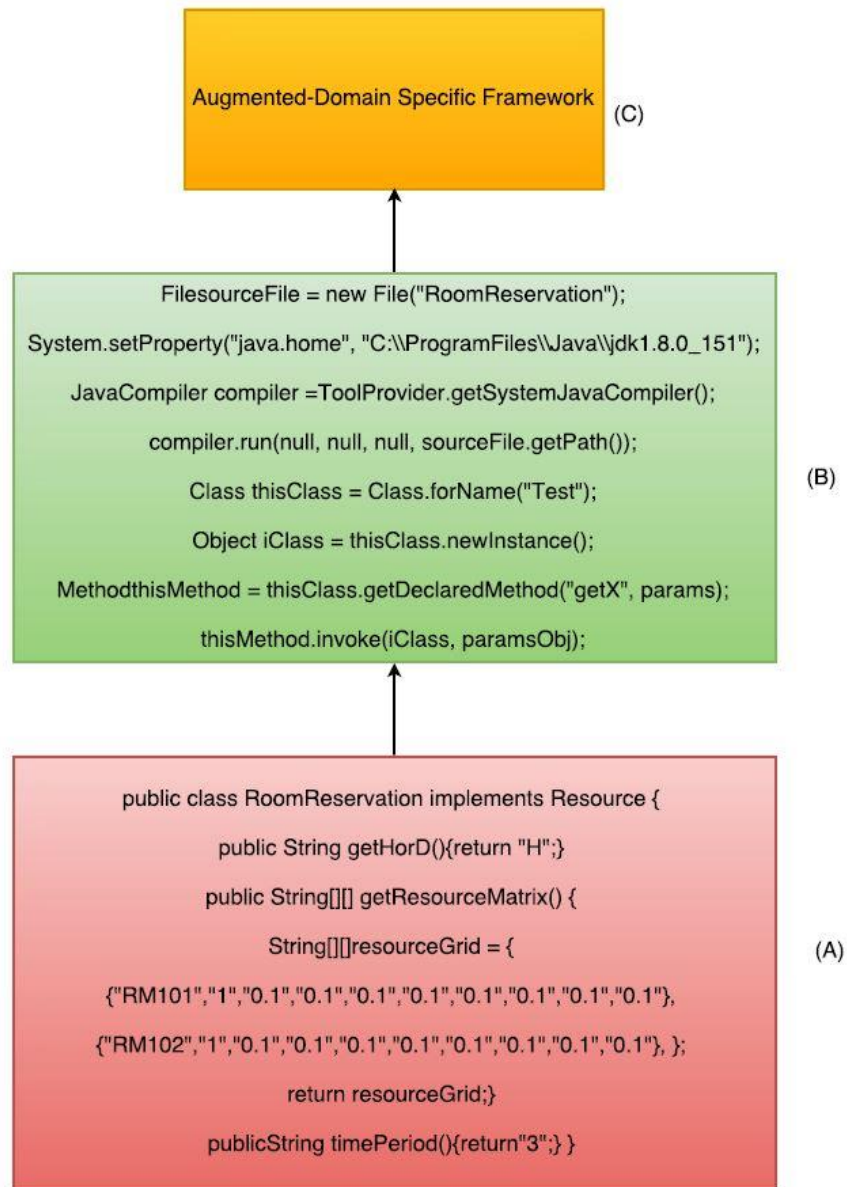 Augmented-Domain Specific Framework
(C)
FilesourceFile = new File("RoomReservation");
System.setProperty("java.home", "C:\\ProgramFiles\\Java\\jdk1.8.0_151");
JavaCompiler compiler =ToolProvider.getSystemJavaCompiler();
compiler.run(null, null, null, sourceFile.getPath());
Class thisClass = Class.forName("Test");
Object iClass = thisClass.newInstance();
MethodthisMethod = thisClass.getDeclaredMethod("getX", params);
thisMethod.invoke(iClass, paramsObj);
(B)
public class RoomReservation implements Resource {
public String getHorD(){return "H";}
public String[][] getResourceMatrix() {
String[][]resourceGrid = {
{"RM101","1","0.1","0.1","0.1","0.1","0.1","0.1","0.1","0.1"},
{"RM102","1","0.1","0.1","0.1","0.1","0.1","0.1","0.1","0.1"}, };
return resourceGrid;}
publicString timePeriod(){return"3";} }
(A)